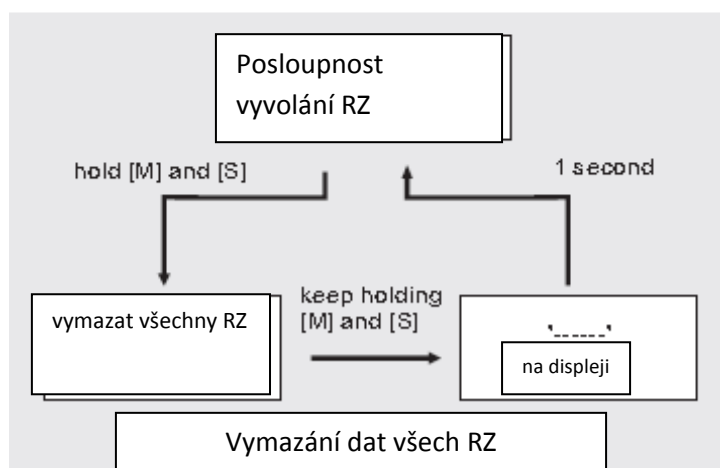 Posloupnost
vyvolání RZ
hold [M] and [S]
1 second
vymazat všechny RZ
keep holding
[M] and [S]
'------'
na displeji
Vymazání dat všech RZ